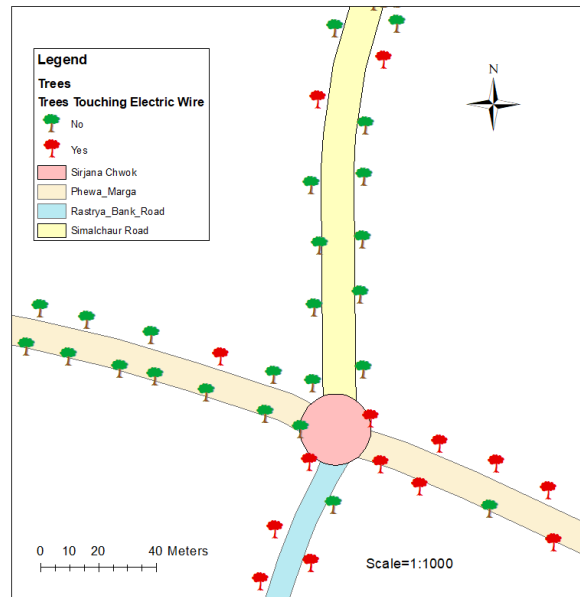 Legend
Trees
Trees Touching Electric Wire
No
Yes
Sirjana Chwok
Phewa_Marga
Rastrya_Bank_Road
Simalchaur Road
N
0 10 20 40 Meters
Scale=1:1000